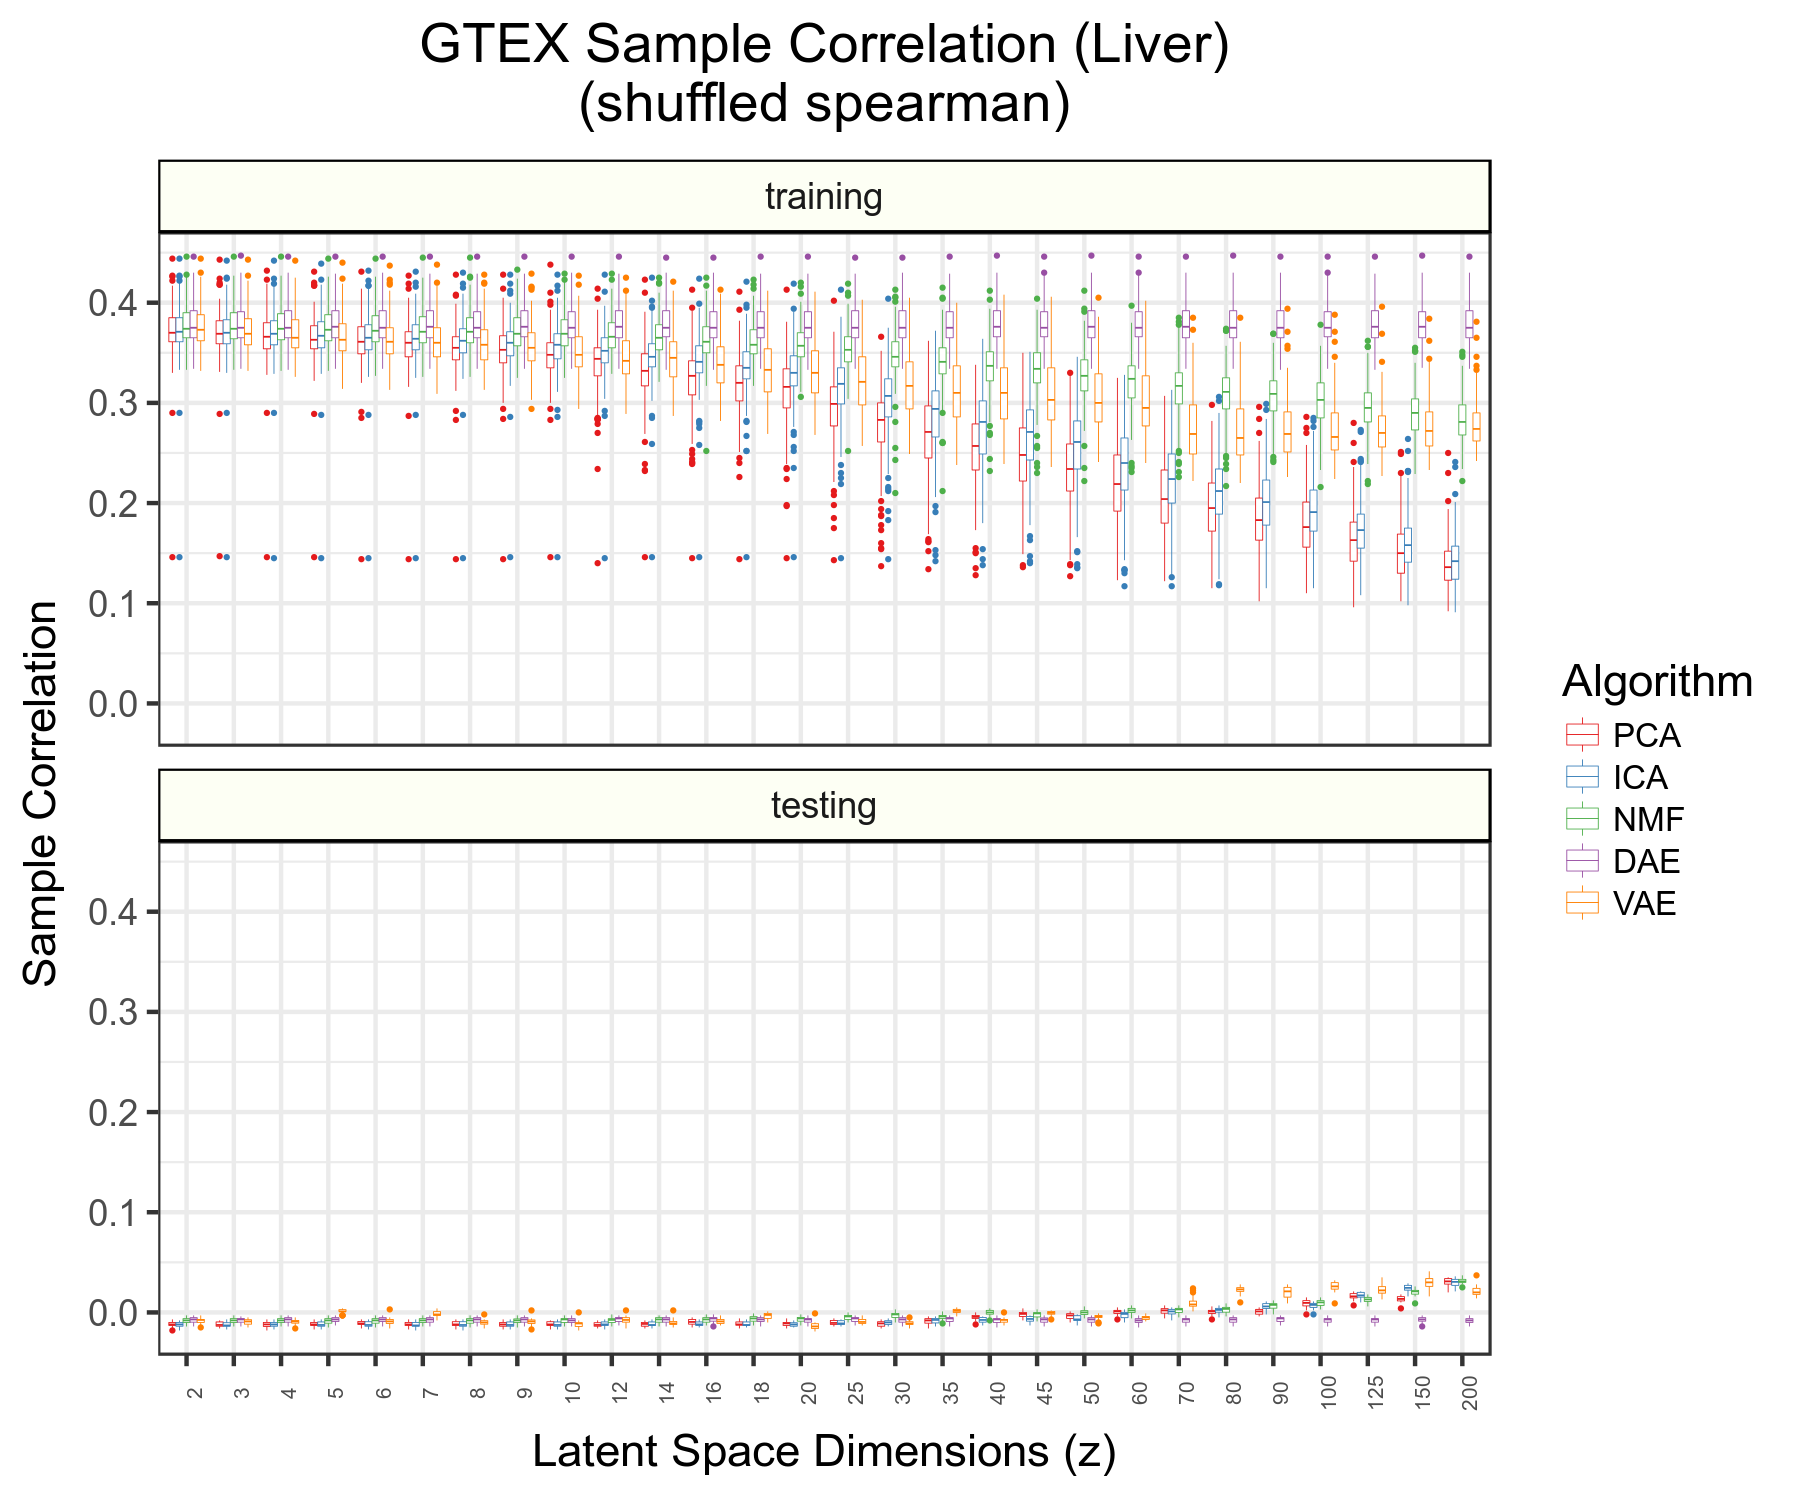 GTEX Sample Correlation (Liver)
(shuffled spearman)
training
0.4
0.3
0.2
0.1
0.0
testing
0.4
0.3
0.2
0.1
0.0
Sample Correlation
2 3 4 5 6 7 8 9 10 12 14 16 18 20 25 30 35 40 45 50 60 70 80 90 100 125 150 200
Latent Space Dimensions (z)
Algorithm
PCA
ICA
NMF
DAE
VAE